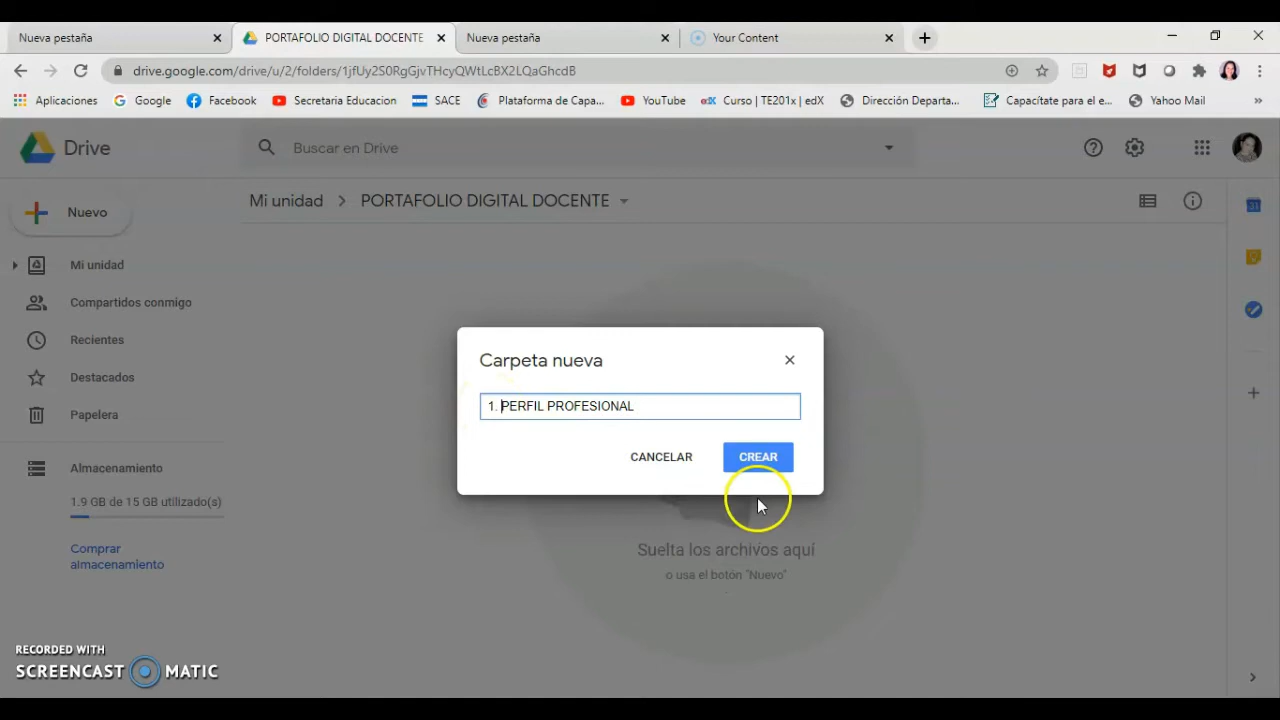 Nueva pestaña
PORTAFOLIO DIGITAL DOCENTE
Nueva pestaña
Your Content
drive.google.com/drive/u/2/folders/1jfUy2S0RgGjvTHcyQWtLcBX2LQaGhcdB
Aplicaciones
Google
Facebook
Secretaria Educacion
SACE
Plataforma de Capa...
YouTube
edX Curso | TE201x | edX
Dirección Departa...
Capacítate para el e...
Yahoo Mail
Drive
Buscar en Drive
Nuevo
Mi unidad > PORTAFOLIO DIGITAL DOCENTE
Mi unidad
Compartidos conmigo
Recientes
Destacados
Papelera
Almacenamiento
1.9 GB de 15 GB utilizado(s)
Comprar
almacenamiento
Carpeta nueva
1. PERFIL PROFESIONAL
CANCELAR
CREAR
Suelta los archivos aquí
o usa el botón "Nuevo"
31
RECORDED WITH
SCREENCAST MATIC